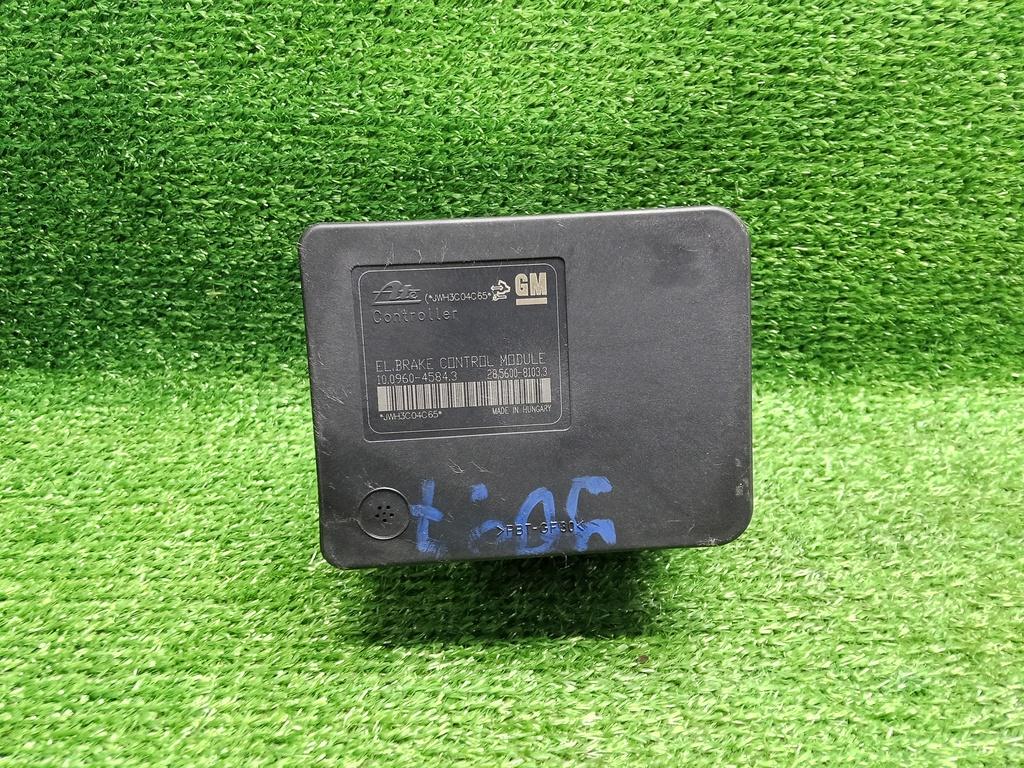 Ate (*JWH3C04C65*) GM
Controller
EL.BRAKE CONTROL MODULE
10.0960-4584.3 28.5600-8103.3
*JWH3C04C65* MADE IN HUNGARY
>PBT-GF30<